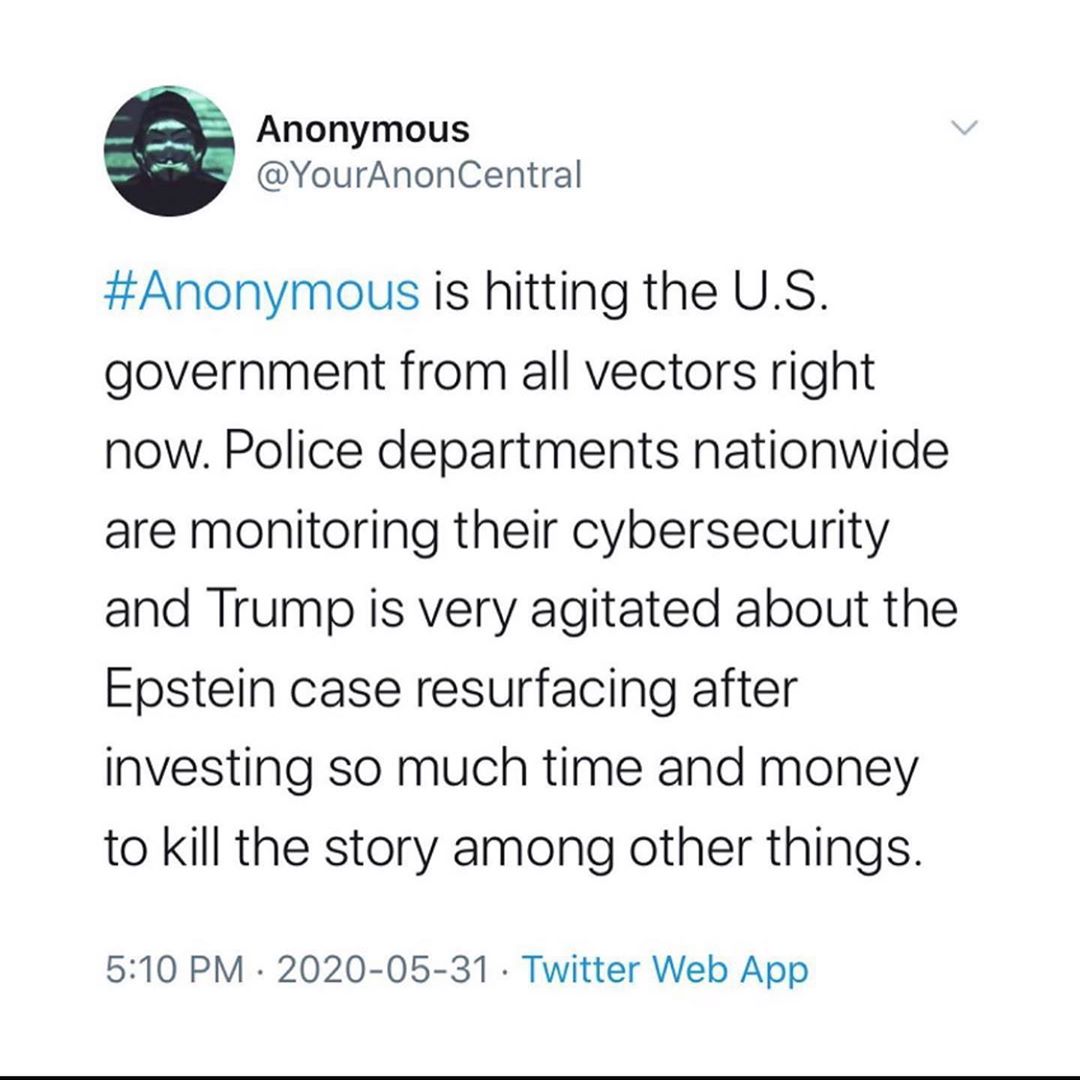 Anonymous
@YourAnonCentral
#Anonymous is hitting the U.S.
government from all vectors right
now. Police departments nationwide
are monitoring their cybersecurity
and Trump is very agitated about the
Epstein case resurfacing after
investing so much time and money
to kill the story among other things.
5:10 PM · 2020-05-31 · Twitter Web App